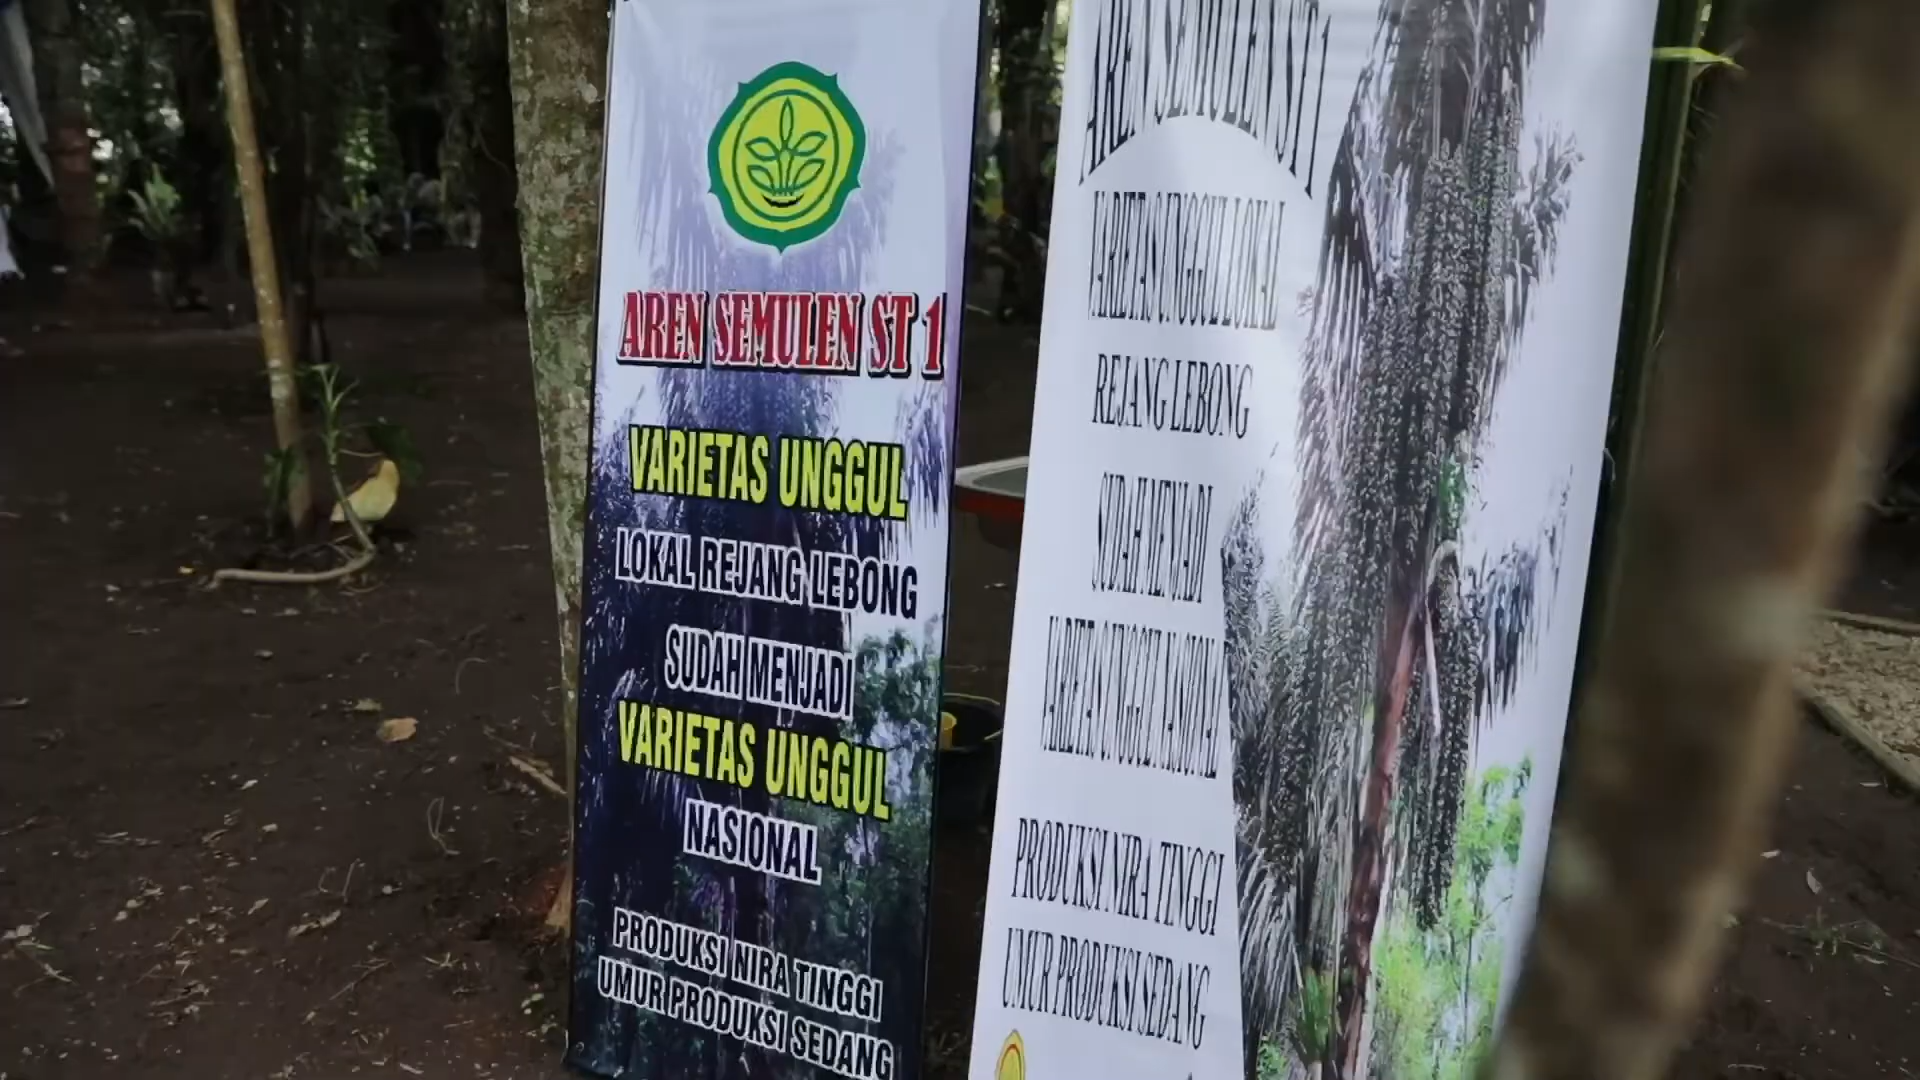 AREN SEMULEN ST 1
VARIETAS UNGGUL
LOKAL REJANG LEBONG
SUDAH MENJADI
VARIETAS UNGGUL
NASIONAL
PRODUKSI NIRA TINGGI
UMUR PRODUKSI SEDANG
AREN SEMULEN ST 1
VARIETAS UNGGUL LOKAL
REJANG LEBONG
SUDAH MENJADI
VARIETAS UNGGUL NASIONAL
PRODUKSI NIRA TINGGI
UMUR PRODUKSI SEDANG